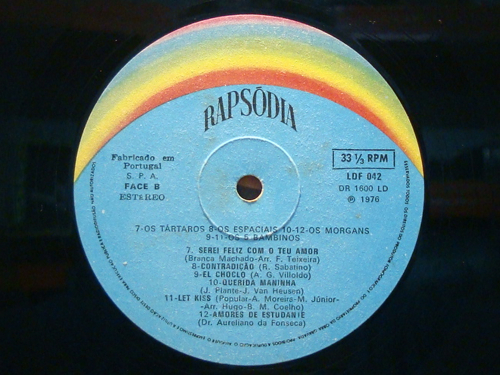 RAPSÓDIA
Fabricado em
Portugal
S. P. A.
FACE B
ESTÉREO
33 ⅓ RPM
LDF 042
DR 1600 LD
℗ 1976
7-OS TÁRTAROS 8-OS ESPACIAIS 10-12-OS MORGANS
9-11-OS 5 BAMBINOS
7. SEREI FELIZ COM O TEU AMOR
(Branca Machado-Arr. F. Teixeira)
8-CONTRADIÇÃO (R. Sabatino)
9-EL CHOCLO (A. G. Villoldo)
10-QUERIDA MANINHA
(J. Plante-J. Van Heusen)
11-LET KISS (Popular-A. Moreira-M. Júnior-
-Arr. Hugo-B. M. Coelho)
12-AMORES DE ESTUDANTE
(Dr. Aureliano da Fonseca)